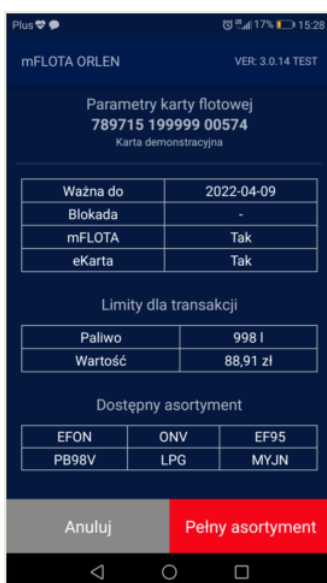 Plus 17% 15:28
mFLOTA ORLEN VER: 3.0.14 TEST
Parametry karty flotowej
789715 199999 00574
Karta demonstracyjna
Ważna do 2022-04-09
Blokada -
mFLOTA Tak
eKarta Tak
Limity dla transakcji
Paliwo 998 l
Wartość 88,91 zł
Dostępny asortyment
EFON ONV EF95
PB98V LPG MYJN
Anuluj Pełny asortyment